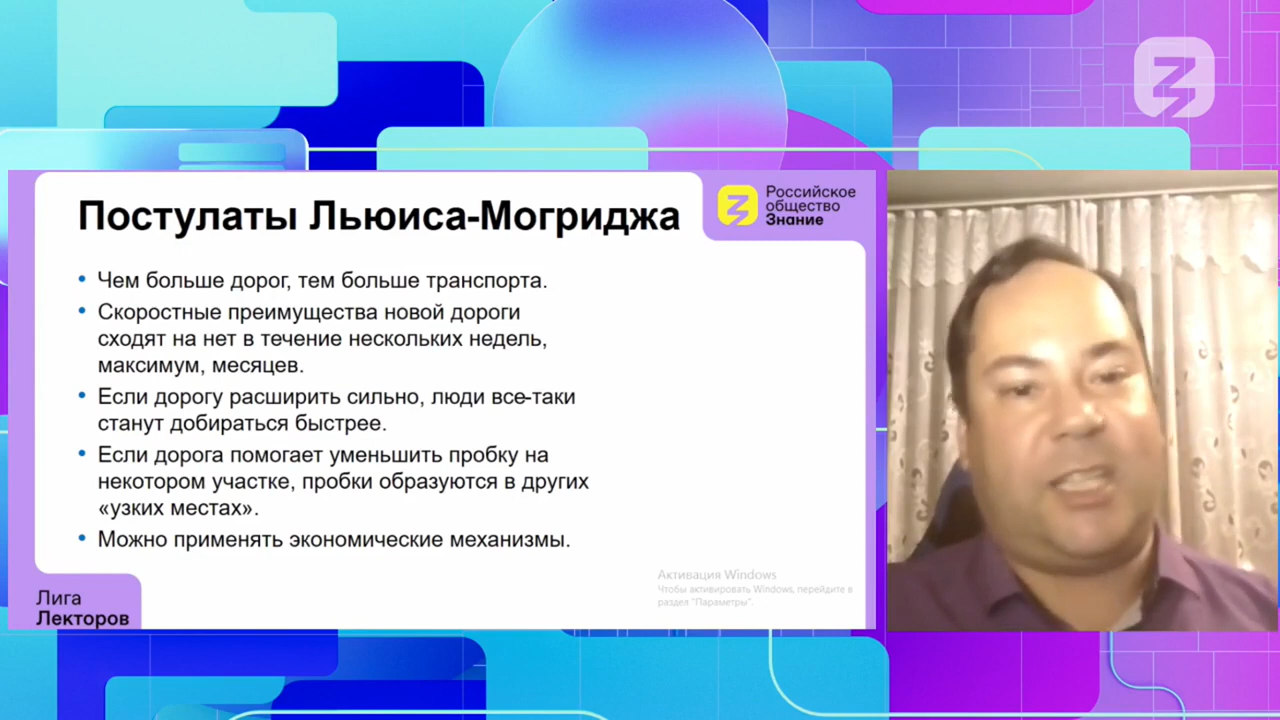 Постулаты Льюиса-Могриджа
Российское
общество
Знание
• Чем больше дорог, тем больше транспорта.
• Скоростные преимущества новой дороги
сходят на нет в течение нескольких недель,
максимум, месяцев.
• Если дорогу расширить сильно, люди все-таки
станут добираться быстрее.
• Если дорога помогает уменьшить пробку на
некотором участке, пробки образуются в других
«узких местах».
• Можно применять экономические механизмы.
Активация Windows
Чтобы активировать Windows, перейдите в
раздел "Параметры".
Лига
Лекторов